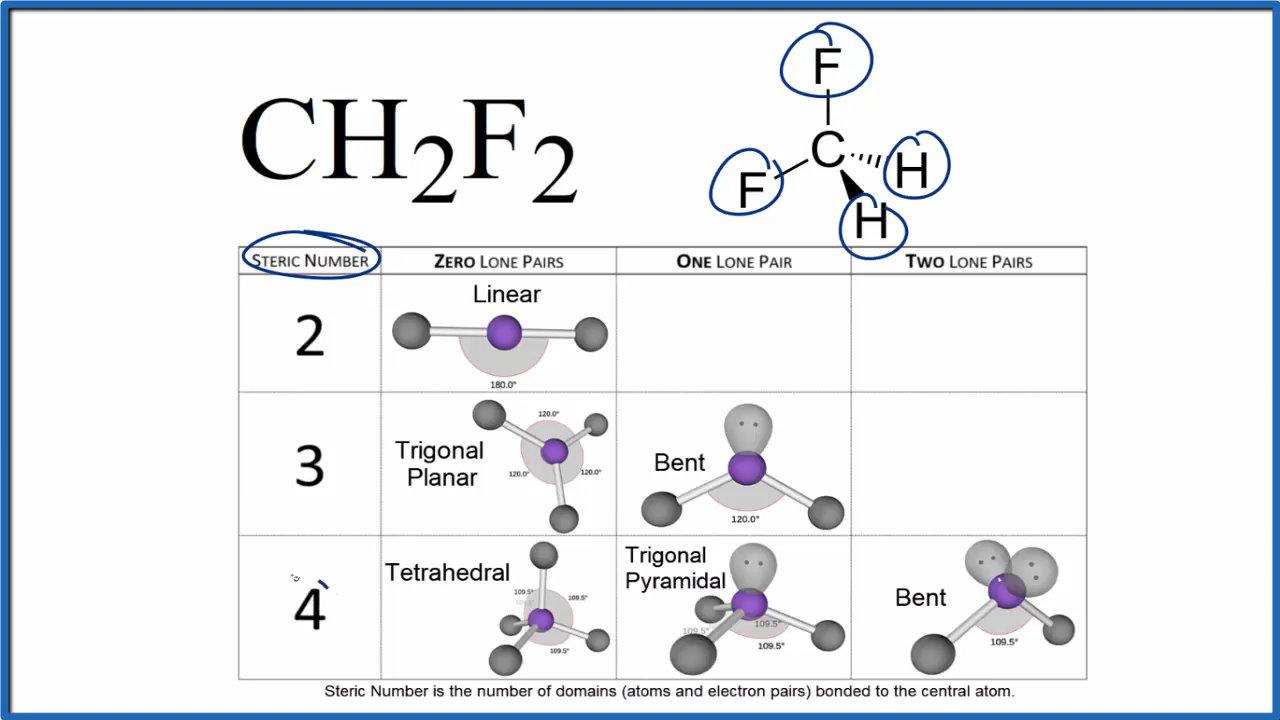 CH2F2
F
C
F
H
H
STERIC NUMBER ZERO LONE PAIRS ONE LONE PAIR TWO LONE PAIRS
2
Linear
180.0°
3
Trigonal
Planar
120.0°
120.0°
120.0°
Bent
120.0°
4
Tetrahedral
109.5°
109.5°
109.5°
109.5°
Trigonal
Pyramidal
109.5°
109.5°
109.5°
Bent
109.5°
Steric Number is the number of domains (atoms and electron pairs) bonded to the central atom.